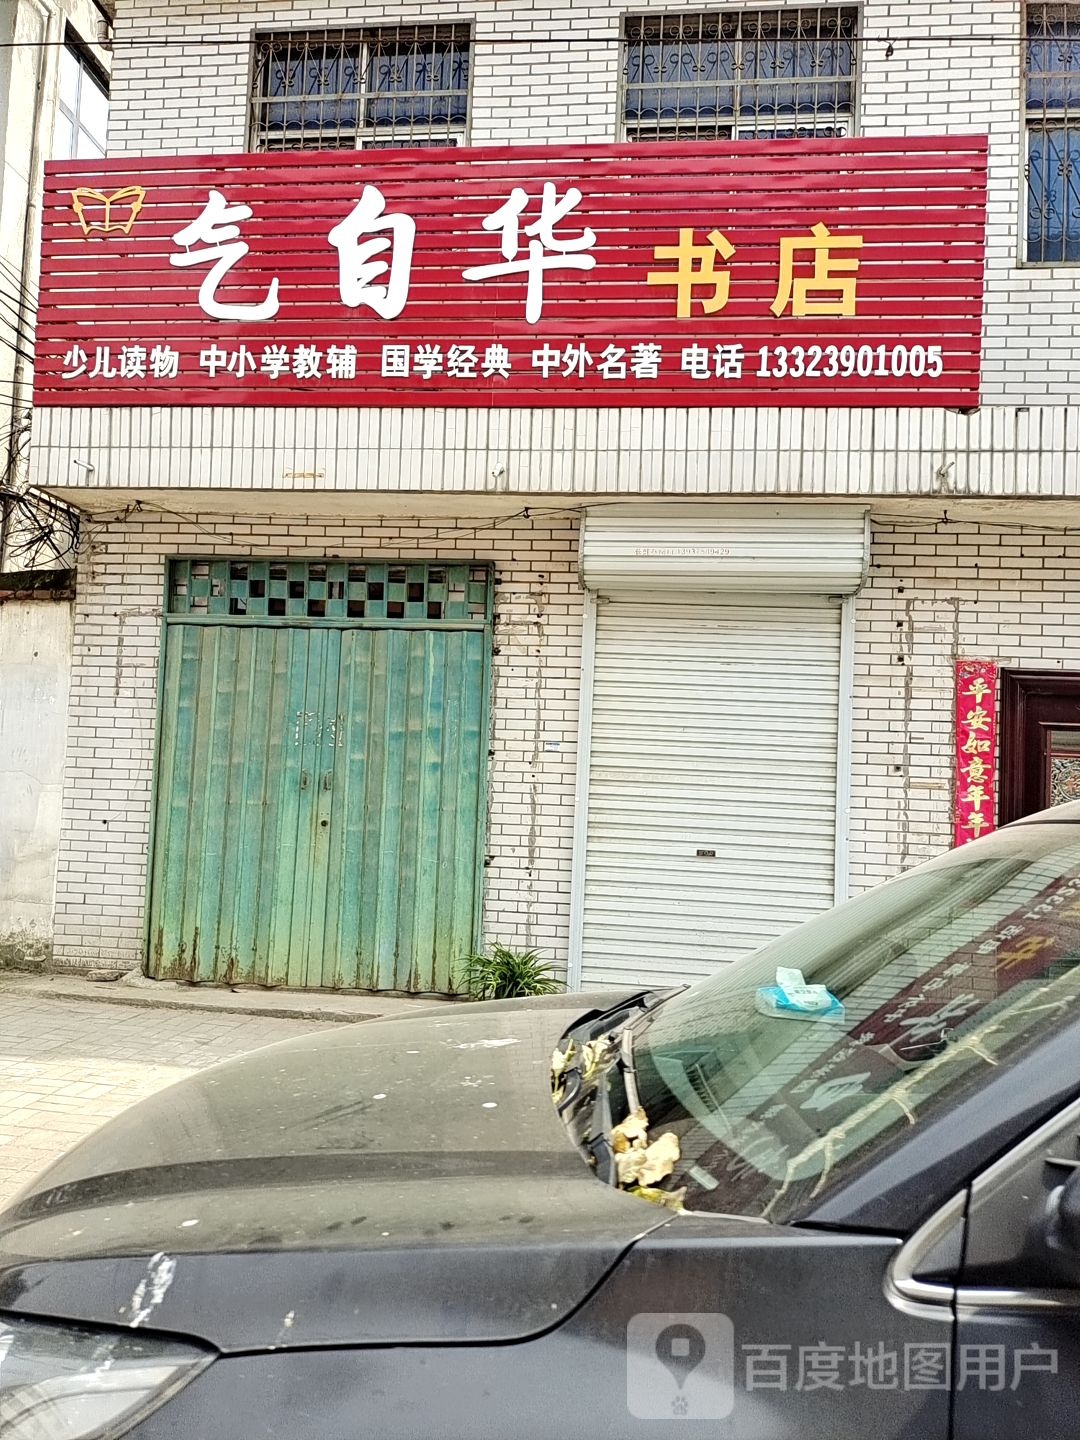 气自华 书店
少儿读物 中小学教辅 国学经典 中外名著 电话 13323901005
平安如意年年
百度地图用户